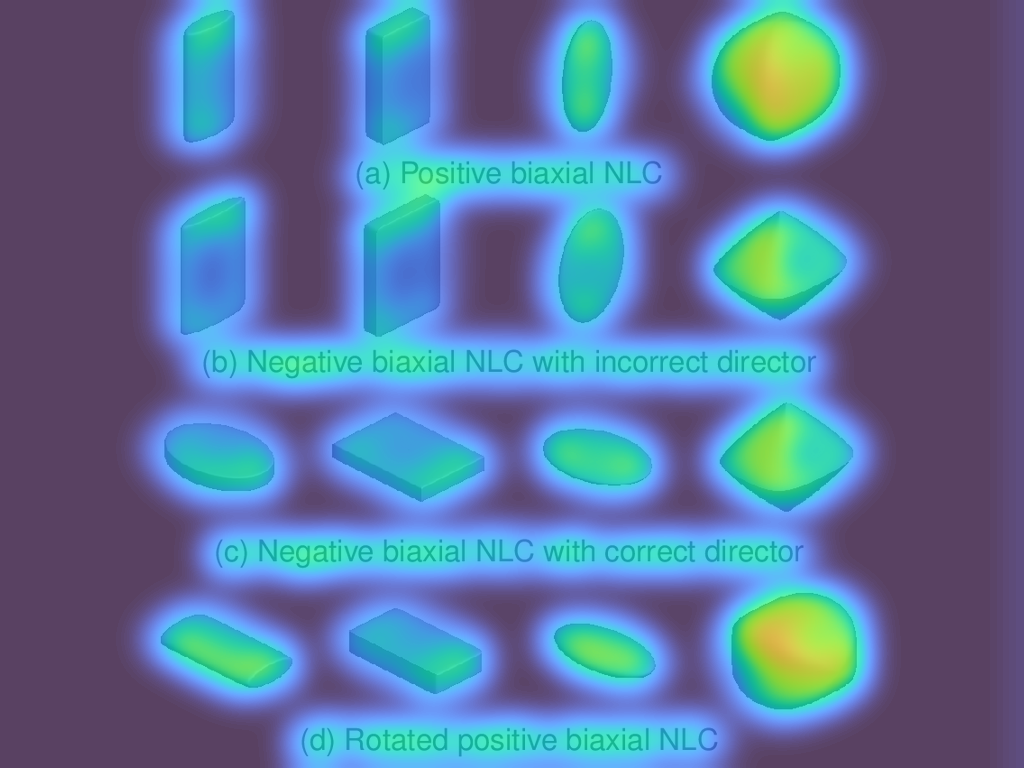 (a) Positive biaxial NLC
(b) Negative biaxial NLC with incorrect director
(c) Negative biaxial NLC with correct director
(d) Rotated positive biaxial NLC